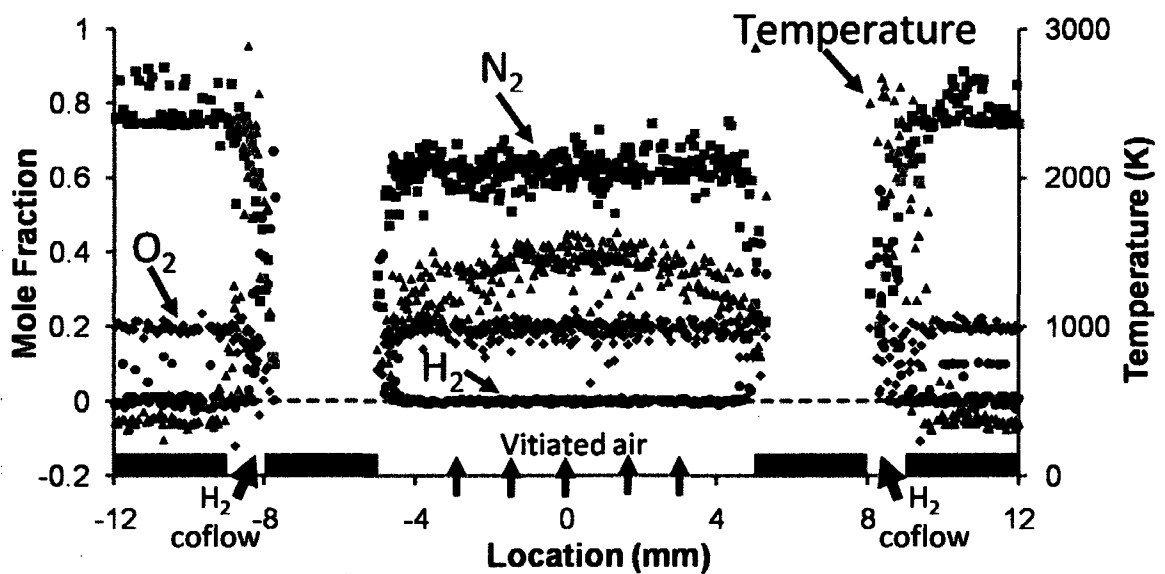 1
0.8
0.6
0.4
0.2
0
-0.2
Mole Fraction
3000
2000
1000
0
Temperature (K)
Temperature
N2
O2
H2
Vitiated air
H2
coflow
H2
coflow
-12
-8
-4
0
4
8
12
Location (mm)